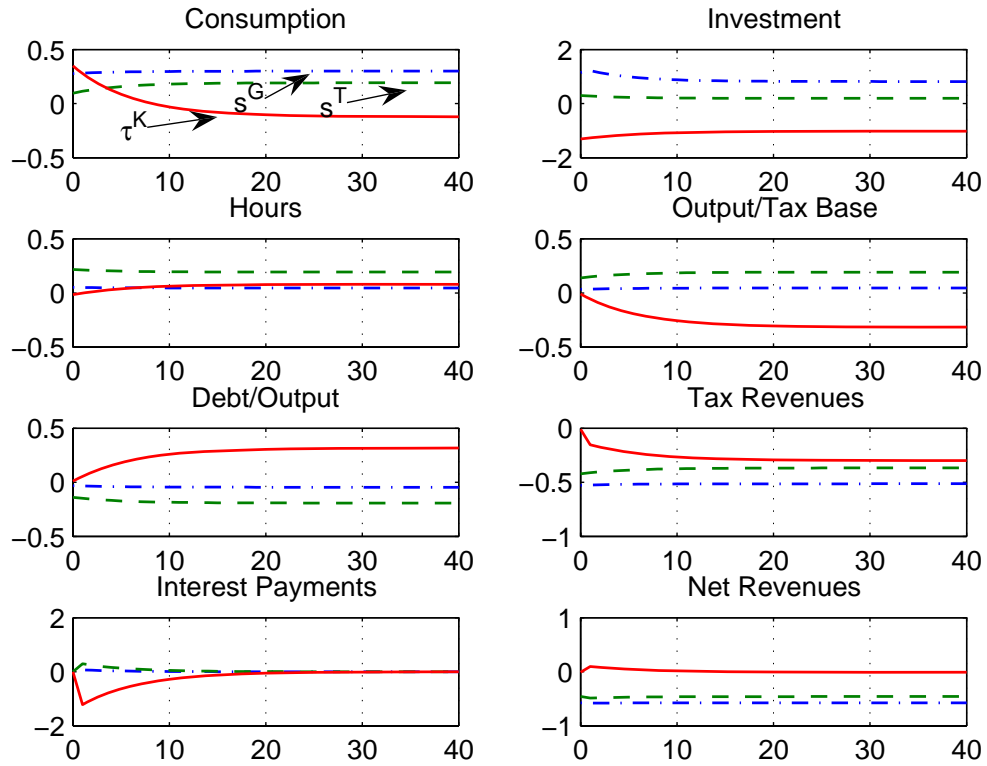 Consumption
0.5
0
−0.5
s^G
s^T
τ^K
0 10 20 30 40
Investment
2
0
−2
0 10 20 30 40
Hours
0.5
0
−0.5
0 10 20 30 40
Output/Tax Base
0.5
0
−0.5
0 10 20 30 40
Debt/Output
0.5
0
−0.5
0 10 20 30 40
Tax Revenues
0
−0.5
−1
0 10 20 30 40
Interest Payments
2
0
−2
0 10 20 30 40
Net Revenues
1
0
−1
0 10 20 30 40